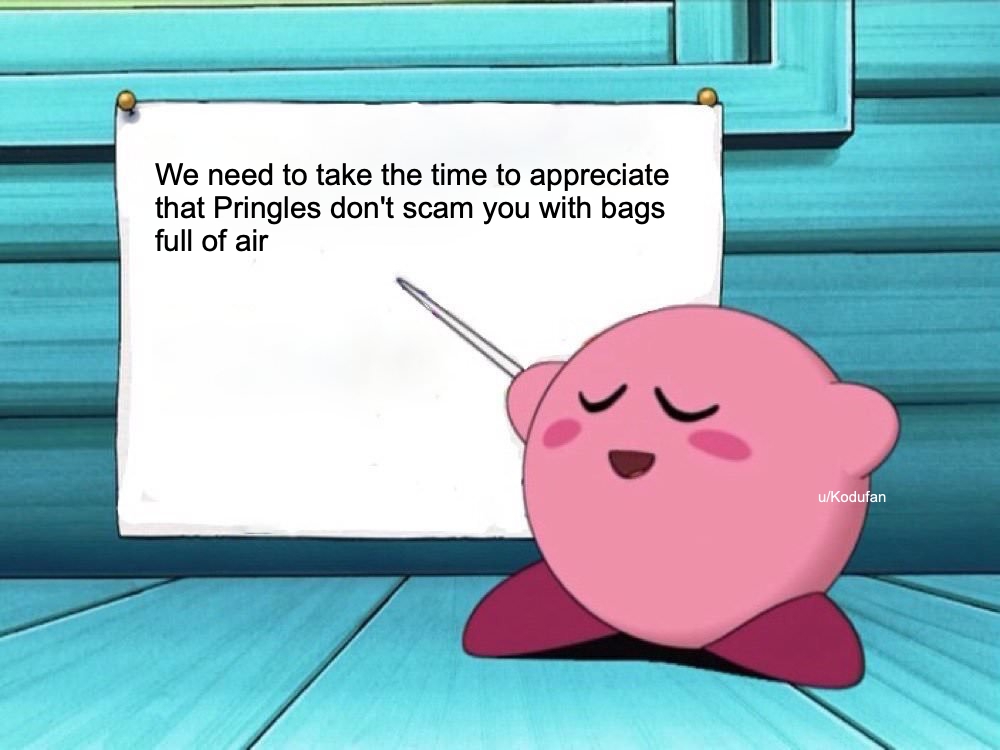 We need to take the time to appreciate
that Pringles don't scam you with bags
full of air
u/Kodufan